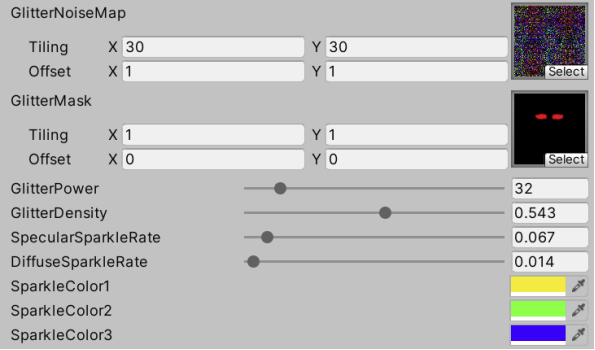 GlitterNoiseMap
Tiling X 30 Y 30
Offset X 1 Y 1
Select
GlitterMask
Tiling X 1 Y 1
Offset X 0 Y 0
Select
GlitterPower 32
GlitterDensity 0.543
SpecularSparkleRate 0.067
DiffuseSparkleRate 0.014
SparkleColor1
SparkleColor2
SparkleColor3